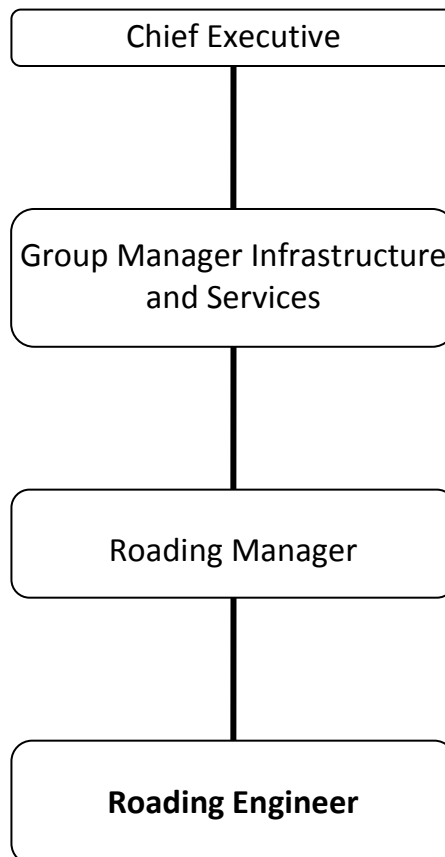 Chief Executive
Group Manager Infrastructure
and Services
Roading Manager
Roading Engineer